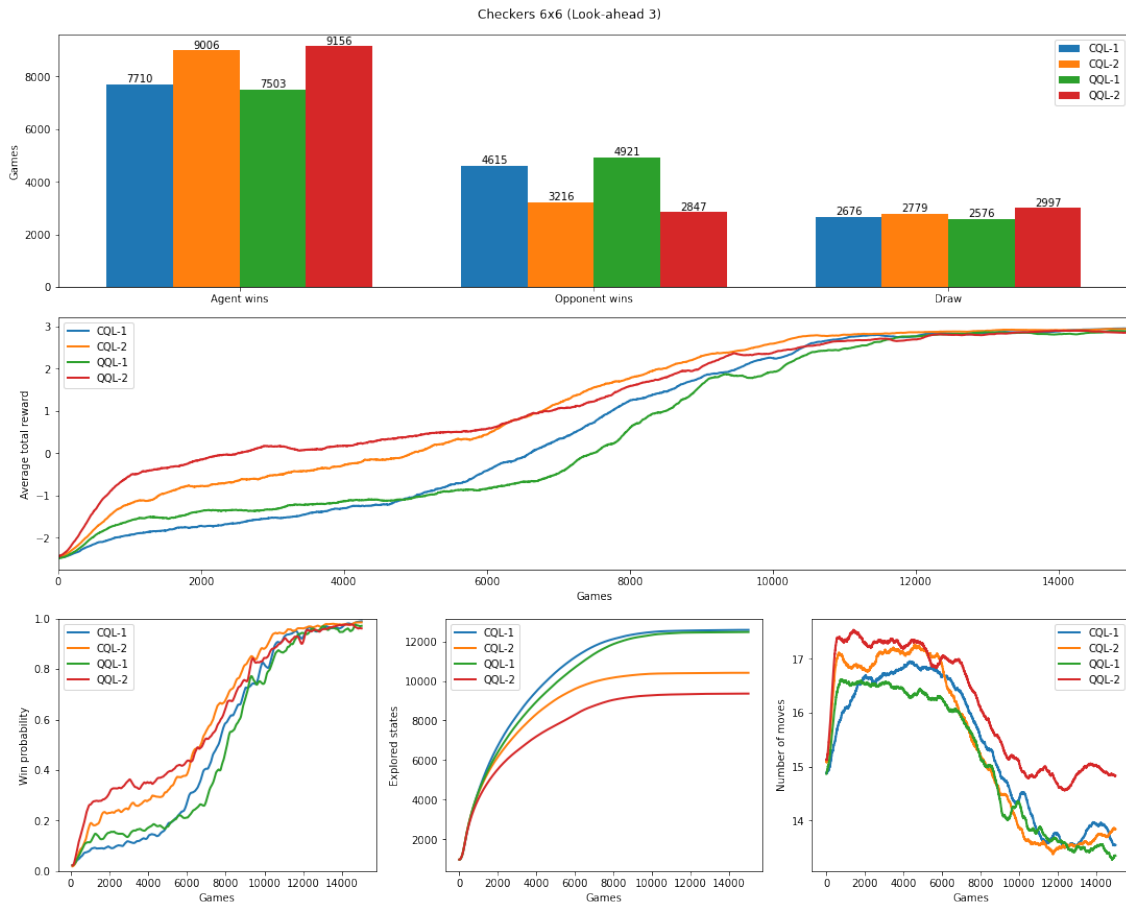 Checkers 6x6 (Look-ahead 3)
Games
8000
6000
4000
2000
0
7710
9006
7503
9156
4615
3216
4921
2847
2676
2779
2576
2997
CQL-1
CQL-2
QQL-1
QQL-2
Agent wins
Opponent wins
Draw
Average total reward
3
2
1
0
−1
−2
CQL-1
CQL-2
QQL-1
QQL-2
0
2000
4000
6000
8000
10000
12000
14000
Games
Win probability
1.0
0.8
0.6
0.4
0.2
0.0
CQL-1
CQL-2
QQL-1
QQL-2
0
2000
4000
6000
8000
10000
12000
14000
Games
Explored states
12000
10000
8000
6000
4000
2000
CQL-1
CQL-2
QQL-1
QQL-2
0
2000
4000
6000
8000
10000
12000
14000
Games
Number of moves
17
16
15
14
CQL-1
CQL-2
QQL-1
QQL-2
0
2000
4000
6000
8000
10000
12000
14000
Games